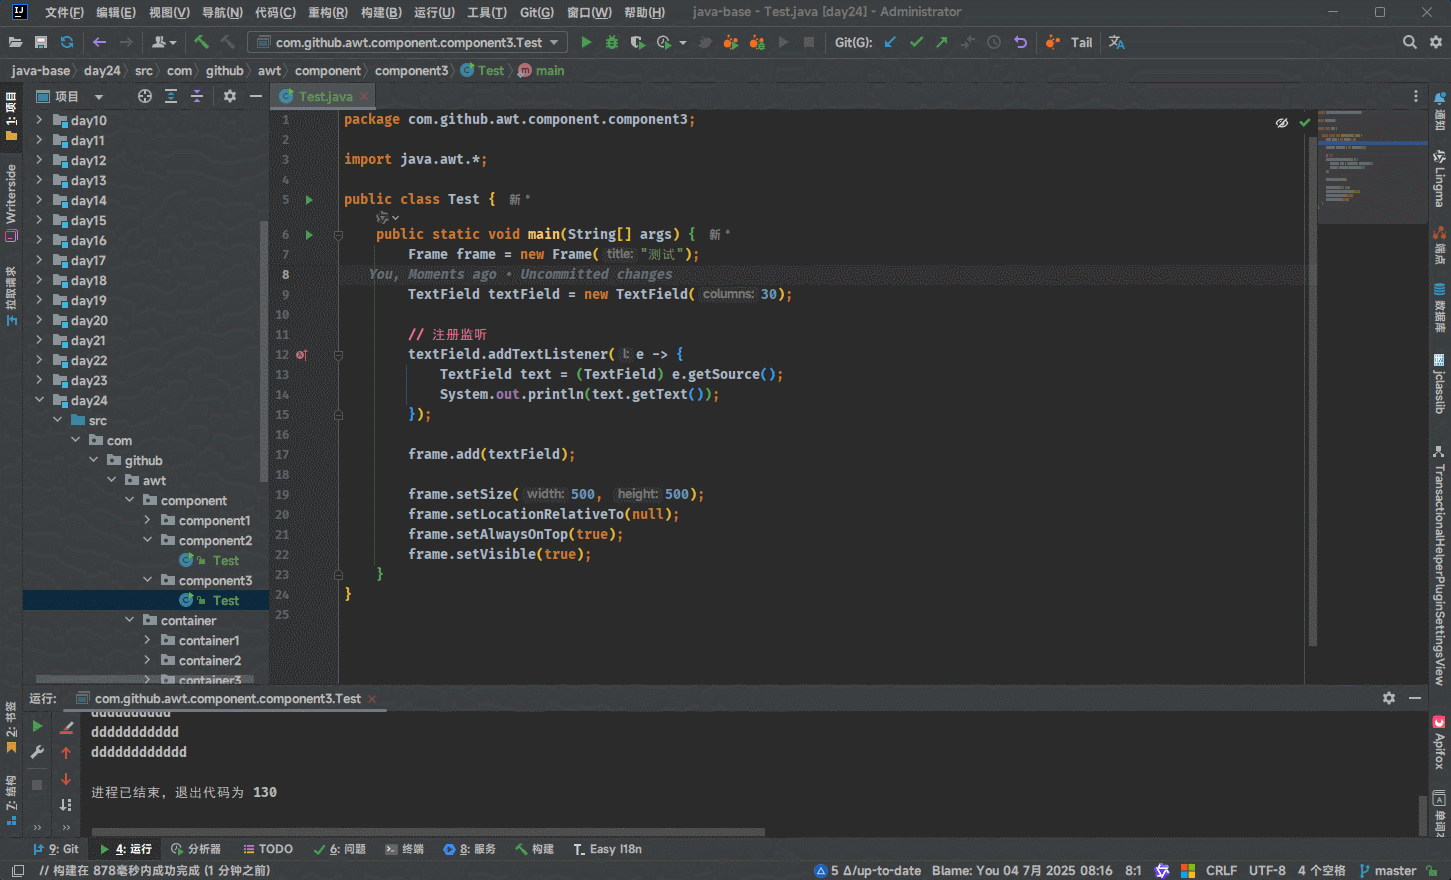 文件(F) 编辑(E) 视图(V) 导航(N) 代码(C) 重构(R) 构建(B) 运行(U) 工具(T) Git(G) 窗口(W) 帮助(H) java-base - Test.java [day24] - Administrator
com.github.awt.component.component3.Test Git(G): Tail
java-base day24 src com github awt component component3 Test main
1: 项目
Writerside
拉取请求
2: 书签
7: 结构
项目
day10
day11
day12
day13
day14
day15
day16
day17
day18
day19
day20
day21
day22
day23
day24
src
com
github
awt
component
component1
component2
Test
component3
Test
container
container1
container2
container3
Test.java
1 package com.github.awt.component.component3;
2
3 import java.awt.*;
4
5 public class Test { 新 *
6 public static void main(String[] args) { 新 *
7 Frame frame = new Frame( title: "测试");
8 You, Moments ago • Uncommitted changes
9 TextField textField = new TextField( columns: 30);
10
11 // 注册监听
12 textField.addTextListener( l: e -> {
13 TextField text = (TextField) e.getSource();
14 System.out.println(text.getText());
15 });
16
17 frame.add(textField);
18
19 frame.setSize( width: 500, height: 500);
20 frame.setLocationRelativeTo(null);
21 frame.setAlwaysOnTop(true);
22 frame.setVisible(true);
23 }
24 }
25
通知
Lingma
端点
数据库
jclasslib
TransactionalHelperPluginSettingsView
Apifox
运行: com.github.awt.component.component3.Test
ddddddddddd
dddddddddddd
进程已结束，退出代码为 130
9: Git 4: 运行 分析器 TODO 6: 问题 终端 8: 服务 构建 Easy I18n
// 构建在 878毫秒内成功完成 (1 分钟之前) 5 Δ/up-to-date Blame: You 04 7月 2025 08:16 8:1 CRLF UTF-8 4 个空格 master